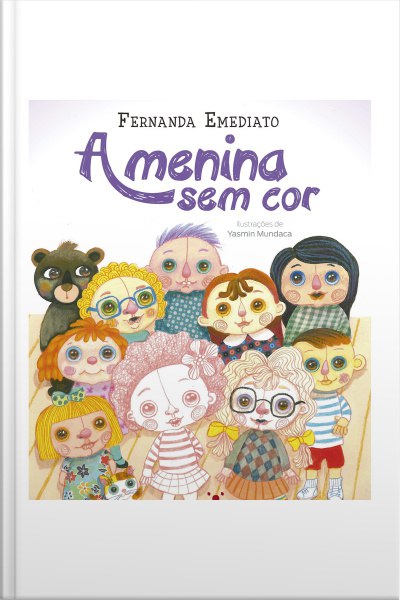 FERNANDA EMEDIATO
A menina
sem cor
Ilustrações de
Yasmin Mundaca